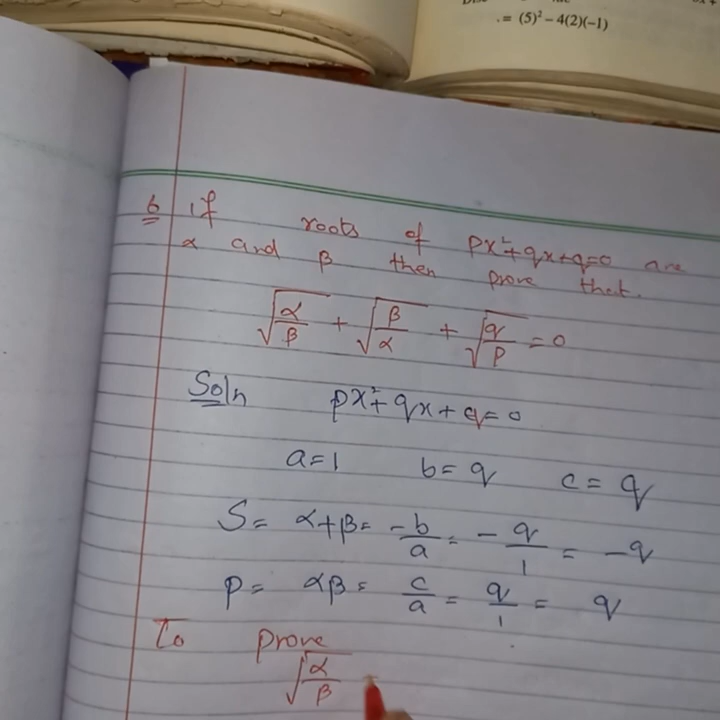 .= (5)² − 4(2)(−1)
6 If roots of px²+qx+q=0 are
α and β then prove that.
√(α/β) + √(β/α) + √(q/p) = 0
Soln px²+qx+q=0
a=1 b=q c=q
S= α+β= -b/a = -q/1 = -q
P= αβ= c/a = q/1 = q
To prove
√(α/β)